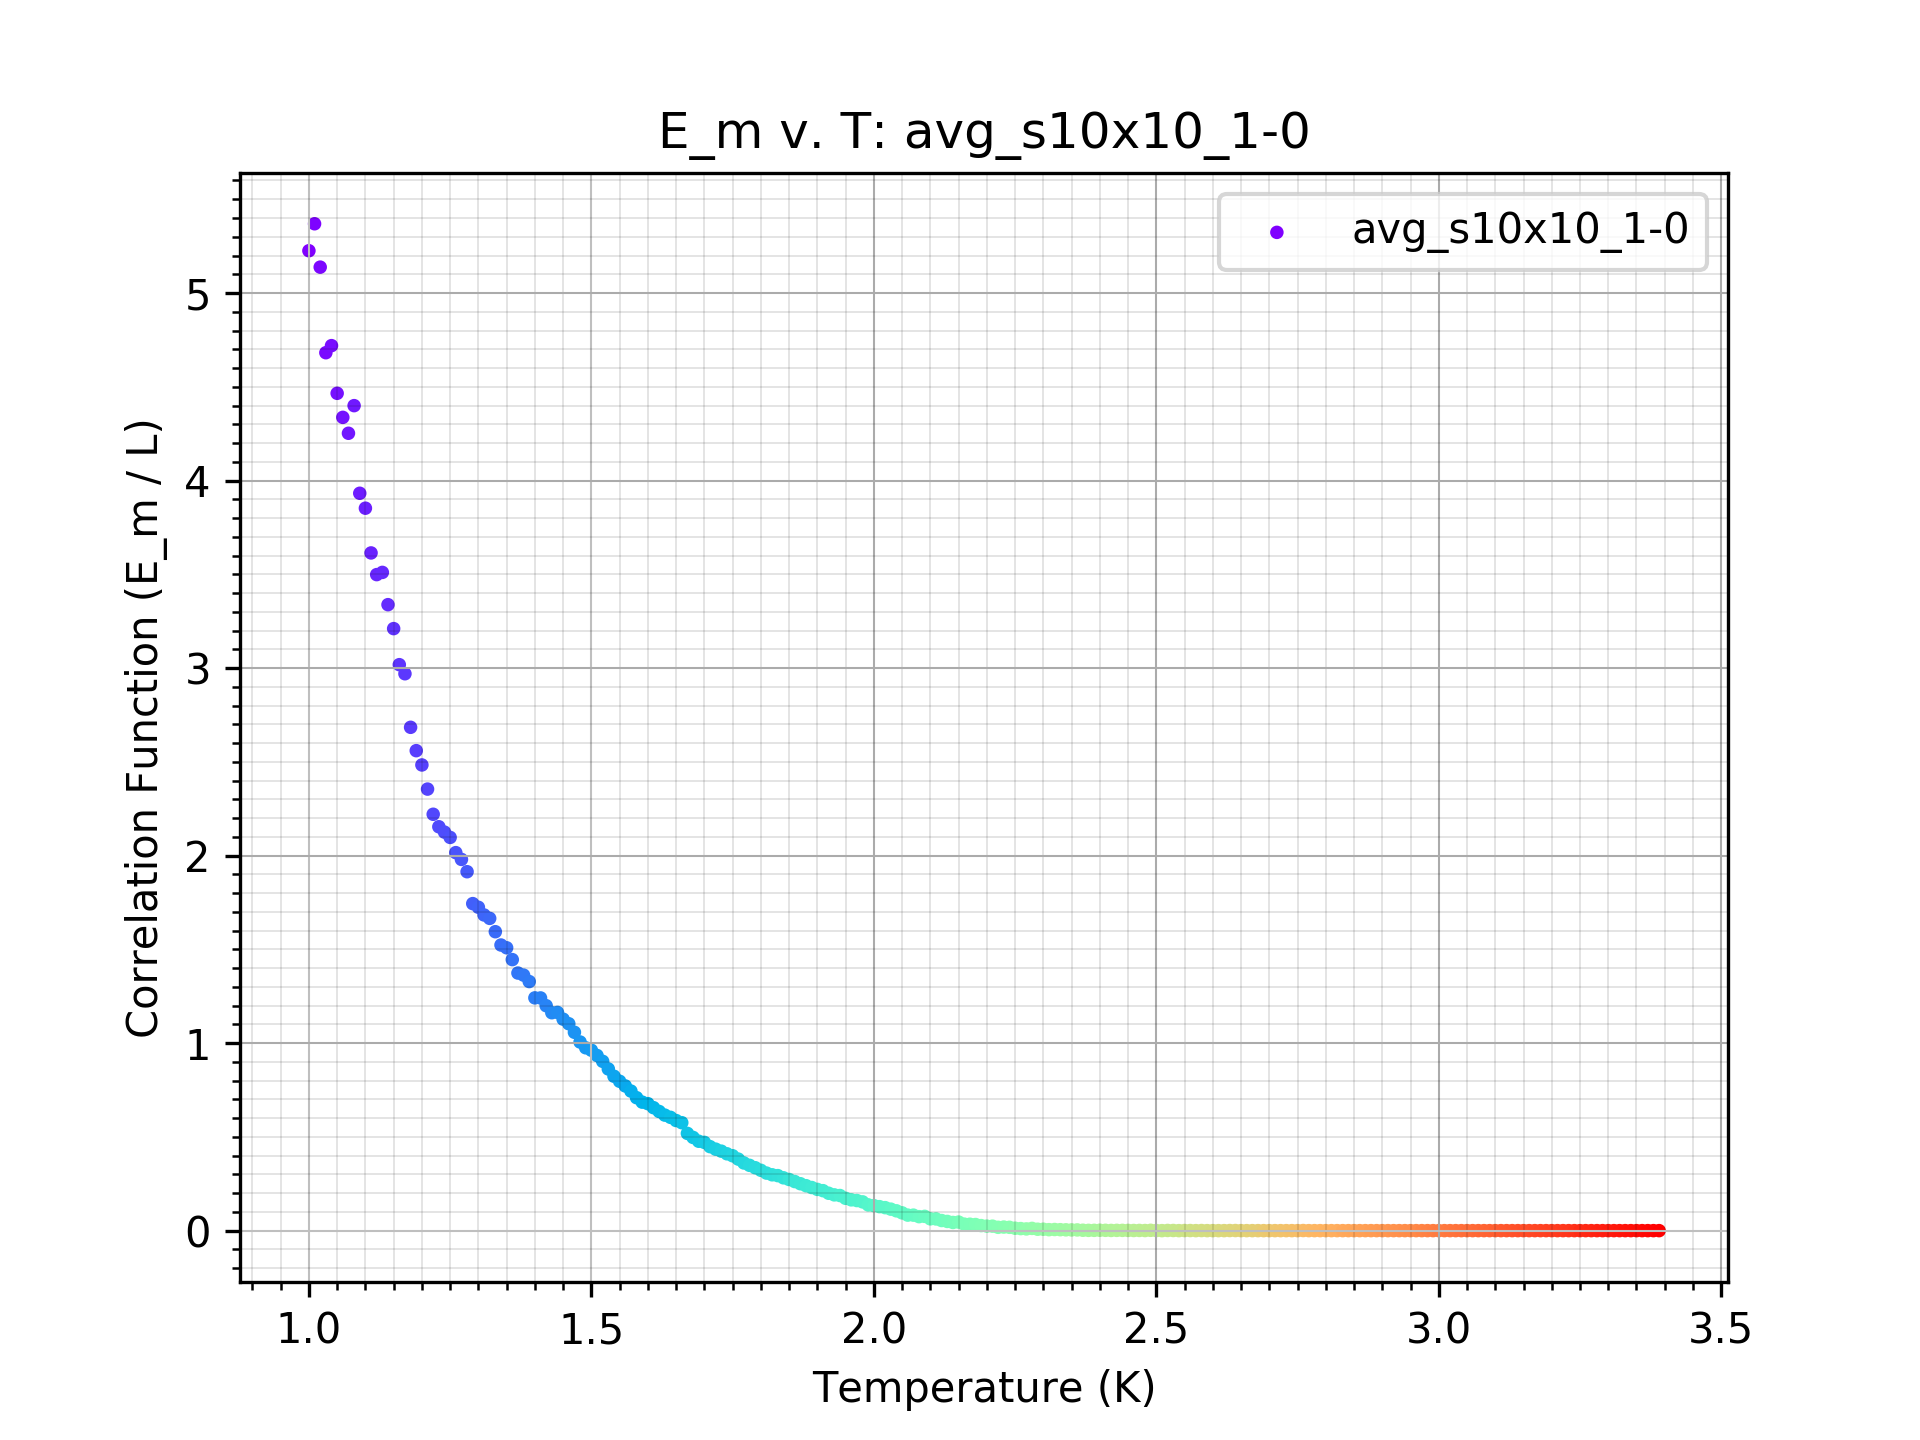 E_m v. T: avg_s10x10_1-0
avg_s10x10_1-0
Correlation Function (E_m / L)
5
4
3
2
1
0
1.0 1.5 2.0 2.5 3.0 3.5
Temperature (K)